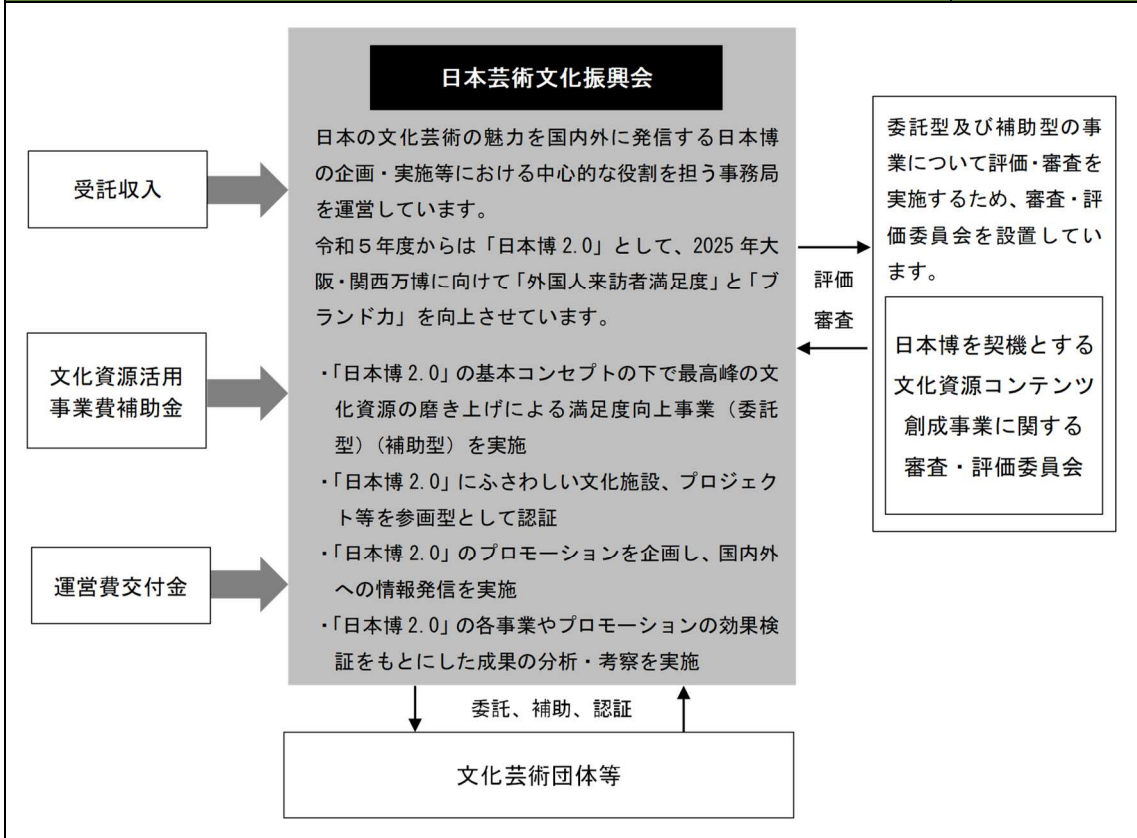 日本芸術文化振興会
日本の文化芸術の魅力を国内外に発信する日本博
の企画・実施等における中心的な役割を担う事務局
を運営しています。
令和５年度からは「日本博 2.0」として、2025 年大
阪・関西万博に向けて「外国人来訪者満足度」と「ブ
ランド力」を向上させています。
・「日本博 2.0」の基本コンセプトの下で最高峰の文
化資源の磨き上げによる満足度向上事業（委託
型）（補助型）を実施
・「日本博 2.0」にふさわしい文化施設、プロジェク
ト等を参画型として認証
・「日本博 2.0」のプロモーションを企画し、国内外
への情報発信を実施
・「日本博 2.0」の各事業やプロモーションの効果検
証をもとにした成果の分析・考察を実施
受託収入
文化資源活用
事業費補助金
運営費交付金
評価
審査
委託型及び補助型の事
業について評価・審査を
実施するため、審査・評
価委員会を設置してい
ます。
日本博を契機とする
文化資源コンテンツ
創成事業に関する
審査・評価委員会
委託、補助、認証
文化芸術団体等